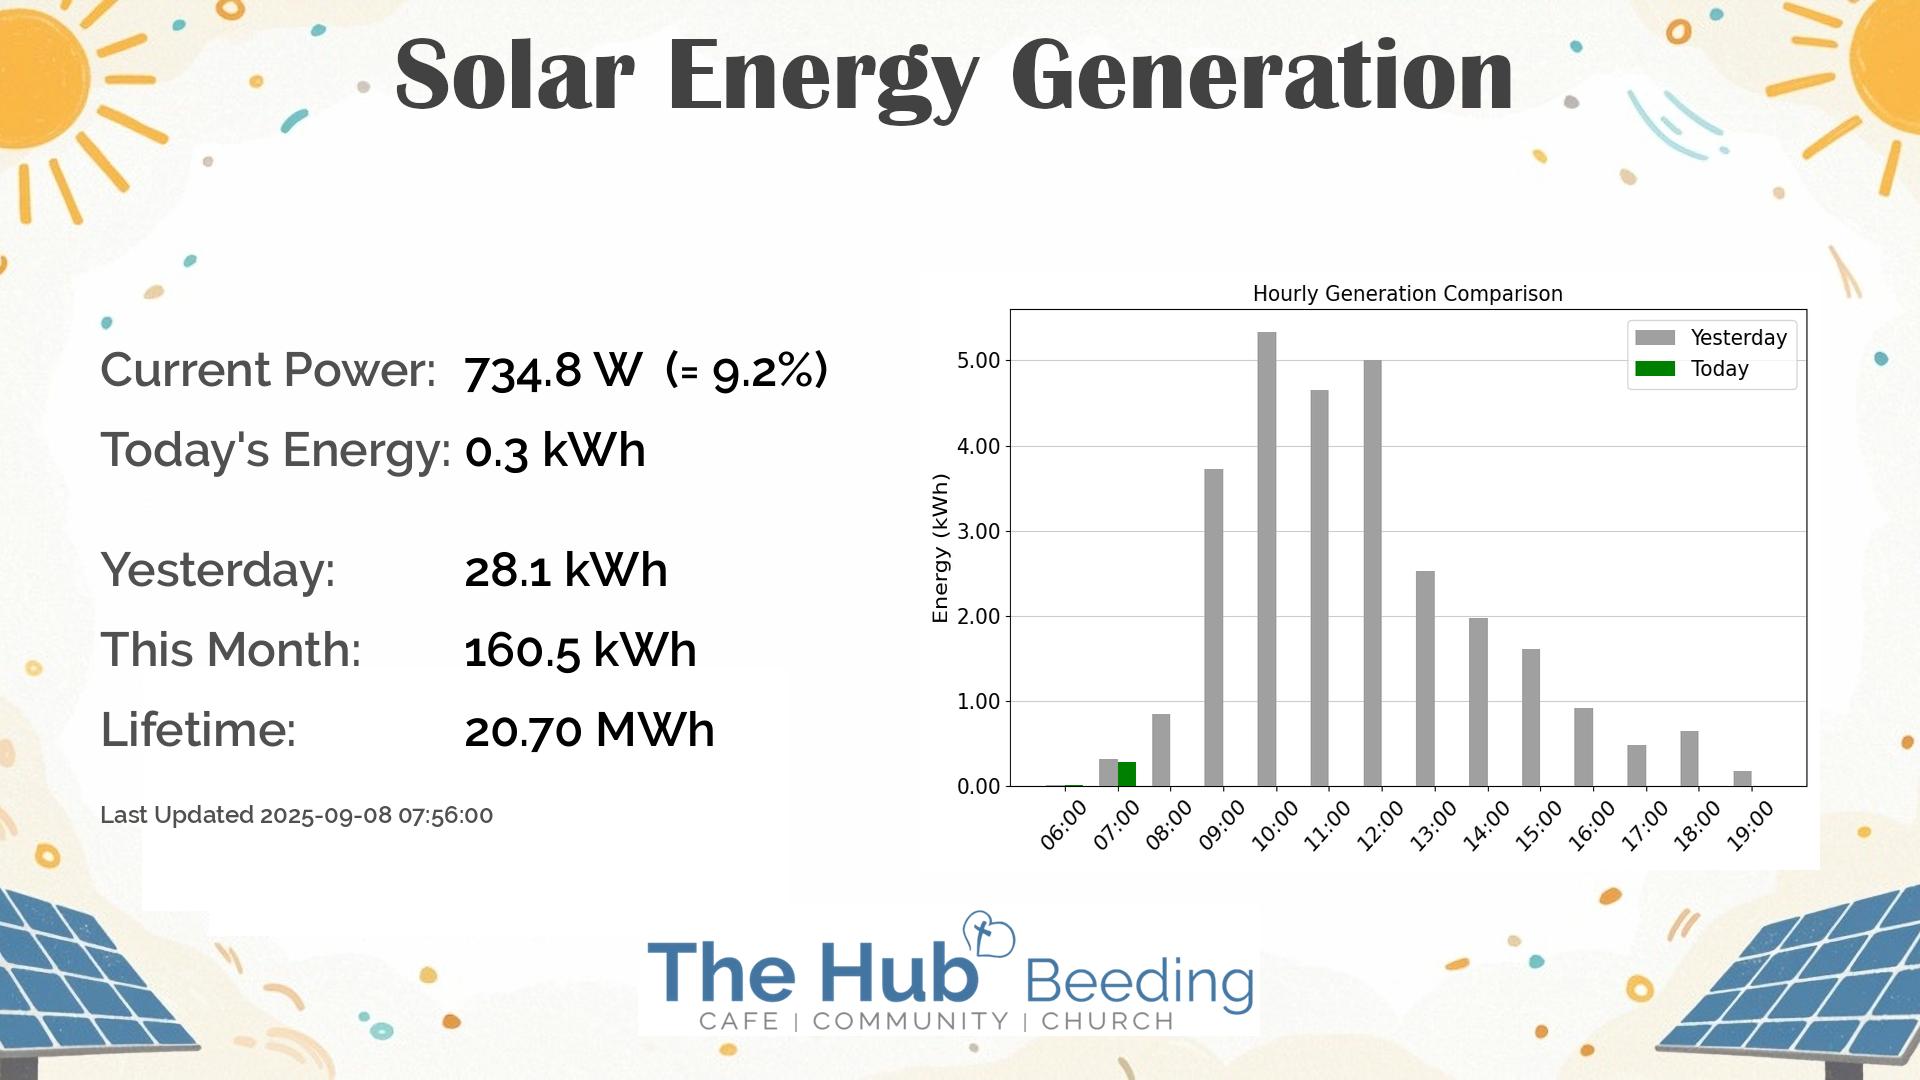 Solar Energy Generation
Current Power: 734.8 W (= 9.2%)
Today's Energy: 0.3 kWh
Yesterday: 28.1 kWh
This Month: 160.5 kWh
Lifetime: 20.70 MWh
Last Updated 2025-09-08 07:56:00
Hourly Generation Comparison
Yesterday
Today
Energy (kWh)
5.00
4.00
3.00
2.00
1.00
0.00
06:00 07:00 08:00 09:00 10:00 11:00 12:00 13:00 14:00 15:00 16:00 17:00 18:00 19:00
The Hub Beeding
CAFE | COMMUNITY | CHURCH